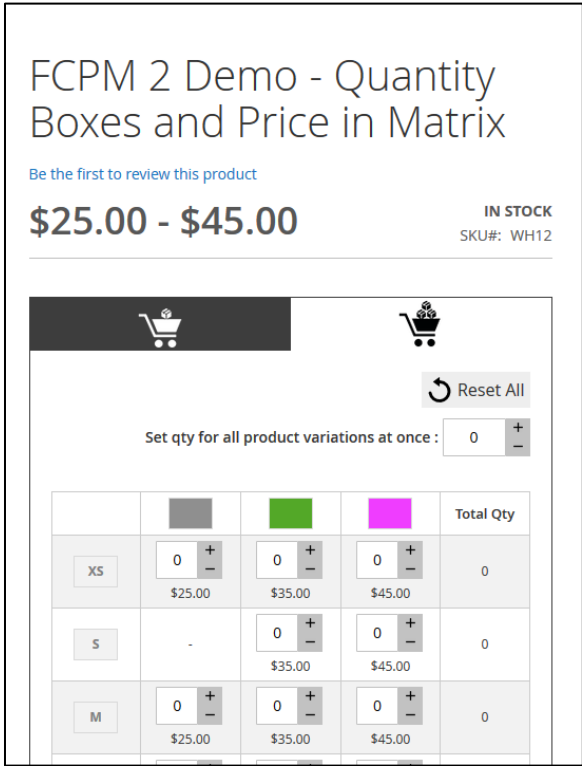 FCPM 2 Demo - Quantity
Boxes and Price in Matrix
Be the first to review this product
$25.00 - $45.00
IN STOCK
SKU#: WH12
Reset All
Set qty for all product variations at once : 0 + −
Total Qty
XS 0 + − 0 + − 0 + − 0
$25.00 $35.00 $45.00
S - 0 + − 0 + − 0
$35.00 $45.00
M 0 + − 0 + − 0 + − 0
$25.00 $35.00 $45.00